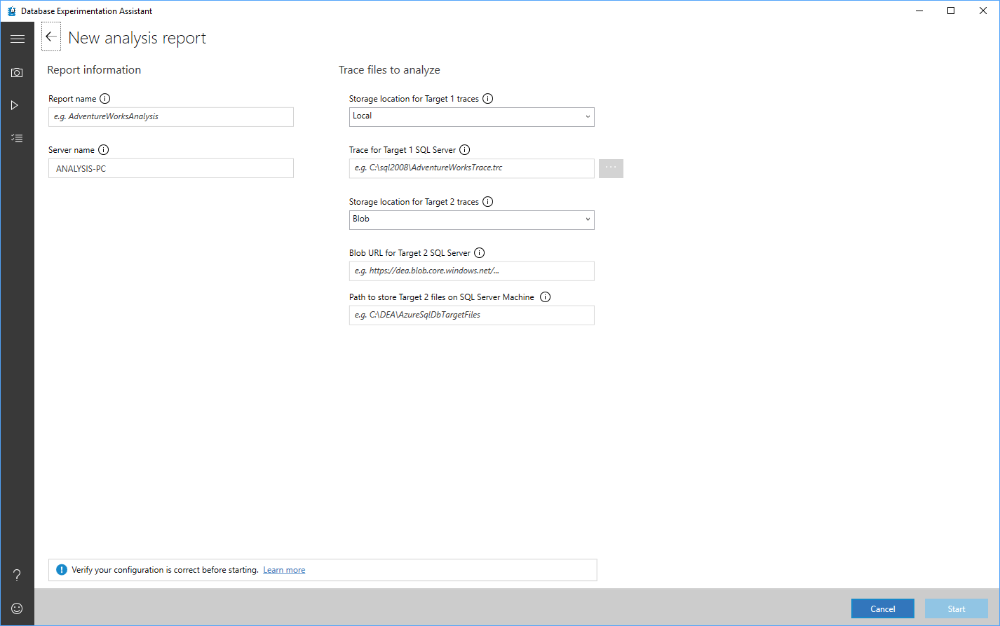 Database Experimentation Assistant
New analysis report
Report information
Report name
e.g. AdventureWorksAnalysis
Server name
ANALYSIS-PC
Trace files to analyze
Storage location for Target 1 traces
Local
Trace for Target 1 SQL Server
e.g. C:\sql2008\AdventureWorksTrace.trc
...
Storage location for Target 2 traces
Blob
Blob URL for Target 2 SQL Server
e.g. https://dea.blob.core.windows.net/...
Path to store Target 2 files on SQL Server Machine
e.g. C:\DEA\AzureSqlDbTargetFiles
Verify your configuration is correct before starting. Learn more
Cancel
Start